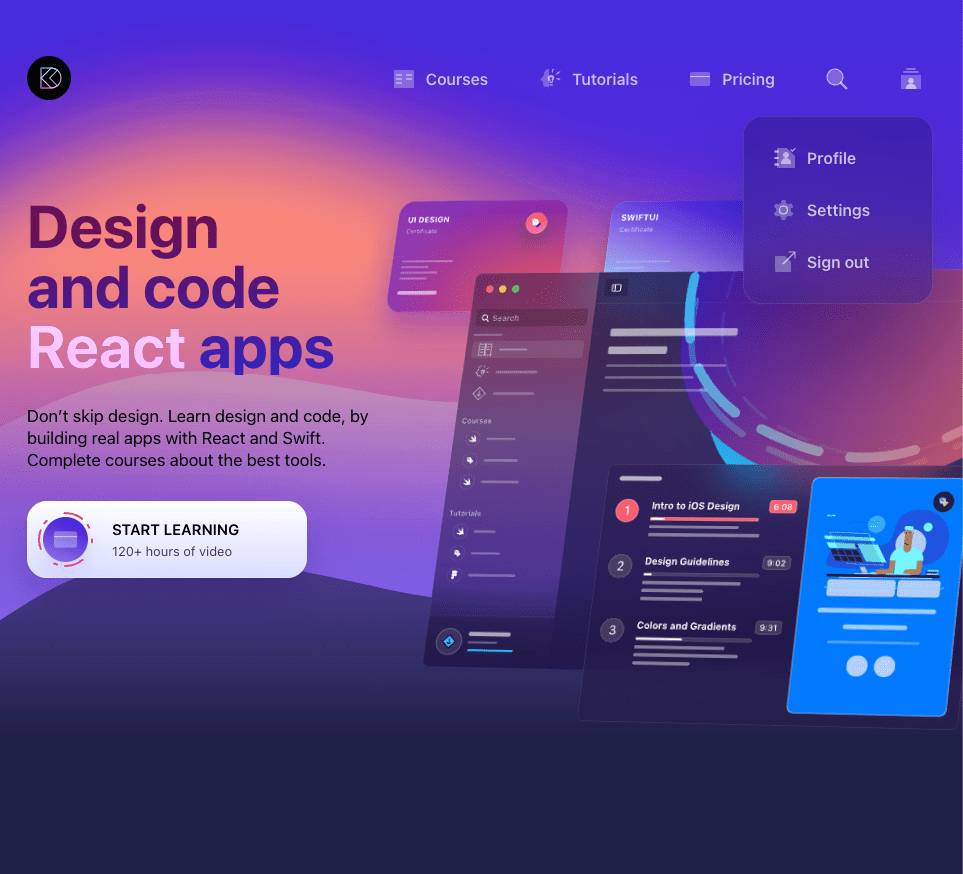 Courses
Tutorials
Pricing
Profile
Settings
Sign out
Design
and code
React apps
Don’t skip design. Learn design and code, by
building real apps with React and Swift.
Complete courses about the best tools.
START LEARNING
120+ hours of video
UI DESIGN
Certificate
SWIFTUI
Certificate
Search
Courses
Tutorials
1 Intro to iOS Design 6:08
2 Design Guidelines 9:02
3 Colors and Gradients 9:31